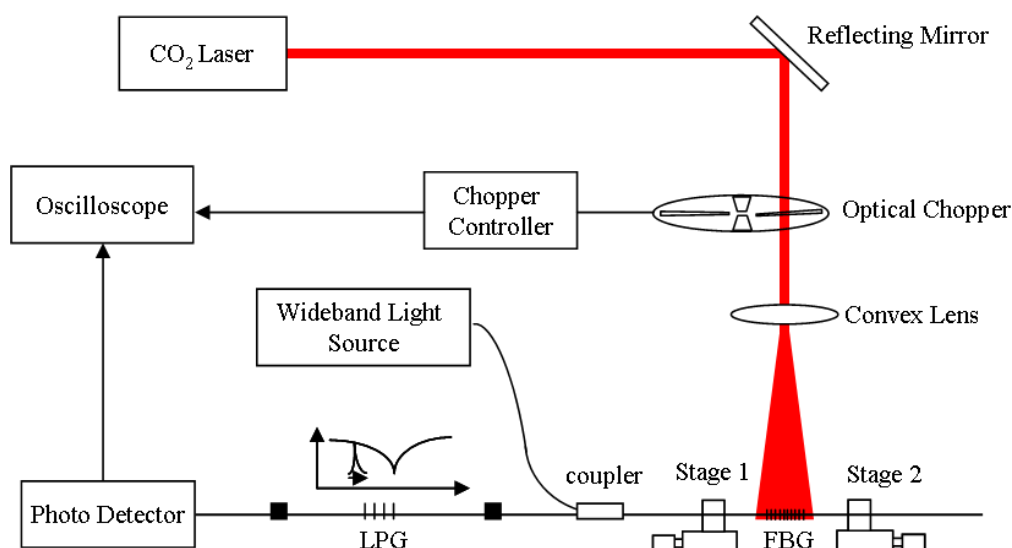 CO₂ Laser
Reflecting Mirror
Oscilloscope
Chopper
Controller
Optical Chopper
Wideband Light
Source
Convex Lens
coupler
Stage 1
Stage 2
Photo Detector
LPG
FBG